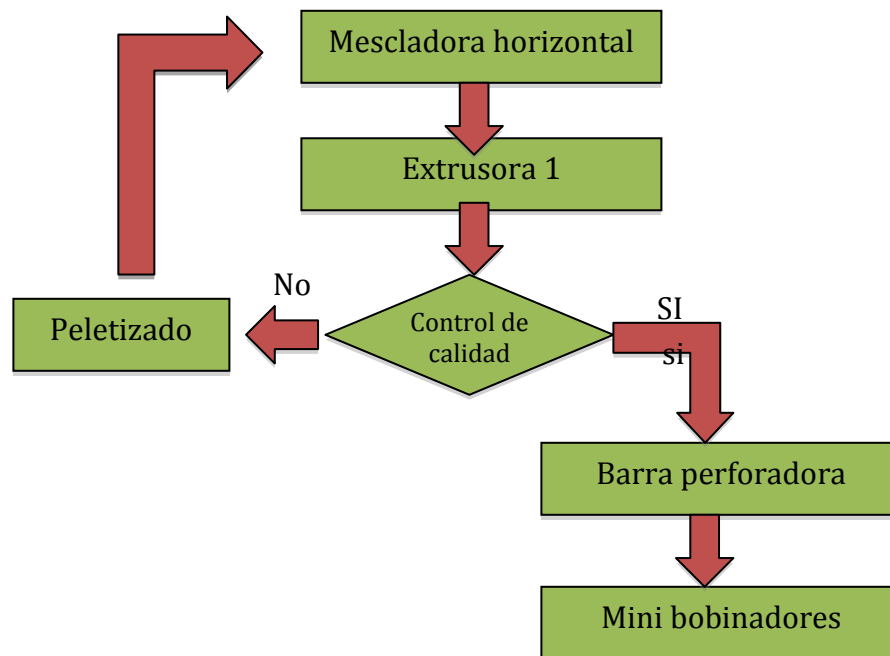 Mescladora horizontal
Extrusora 1
No
SI
si
Peletizado
Control de
calidad
Barra perforadora
Mini bobinadores